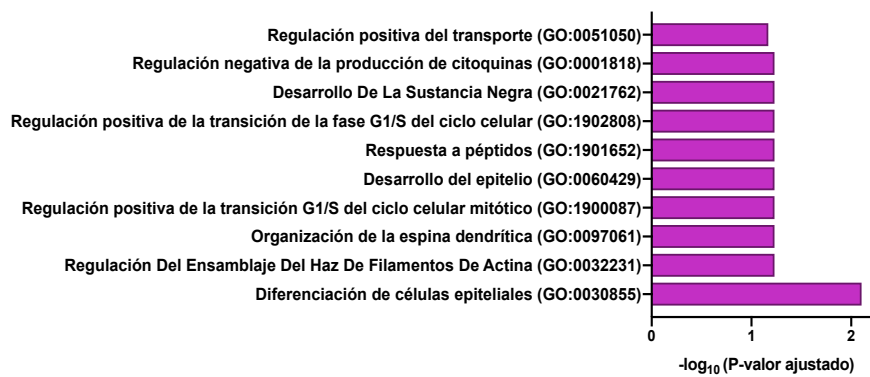 Regulación positiva del transporte (GO:0051050)
Regulación negativa de la producción de citoquinas (GO:0001818)
Desarrollo De La Sustancia Negra (GO:0021762)
Regulación positiva de la transición de la fase G1/S del ciclo celular (GO:1902808)
Respuesta a péptidos (GO:1901652)
Desarrollo del epitelio (GO:0060429)
Regulación positiva de la transición G1/S del ciclo celular mitótico (GO:1900087)
Organización de la espina dendrítica (GO:0097061)
Regulación Del Ensamblaje Del Haz De Filamentos De Actina (GO:0032231)
Diferenciación de células epiteliales (GO:0030855)
0 1 2
-log10 (P-valor ajustado)